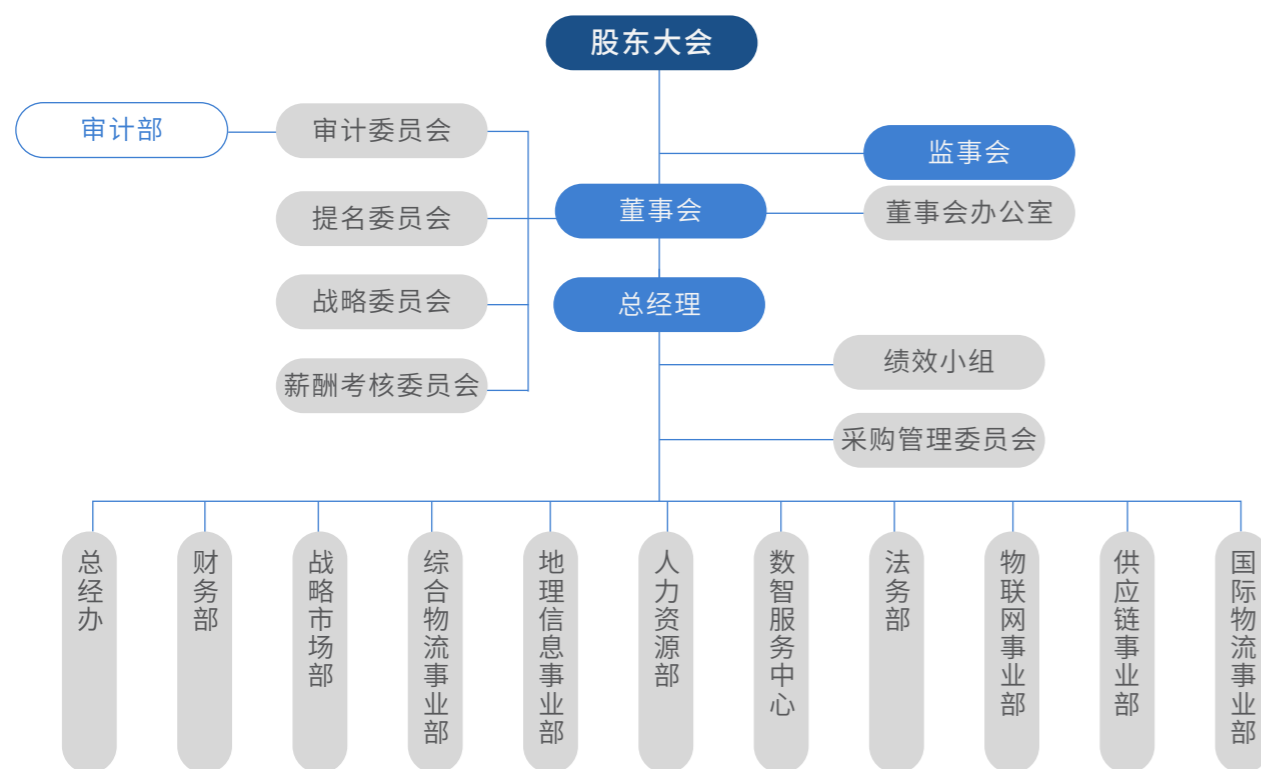 股东大会
审计部
审计委员会
监事会
提名委员会
董事会
董事会办公室
战略委员会
总经理
薪酬考核委员会
绩效小组
采购管理委员会
总经办
财务部
战略市场部
综合物流事业部
地理信息事业部
人力资源部
数智服务中心
法务部
物联网事业部
供应链事业部
国际物流事业部